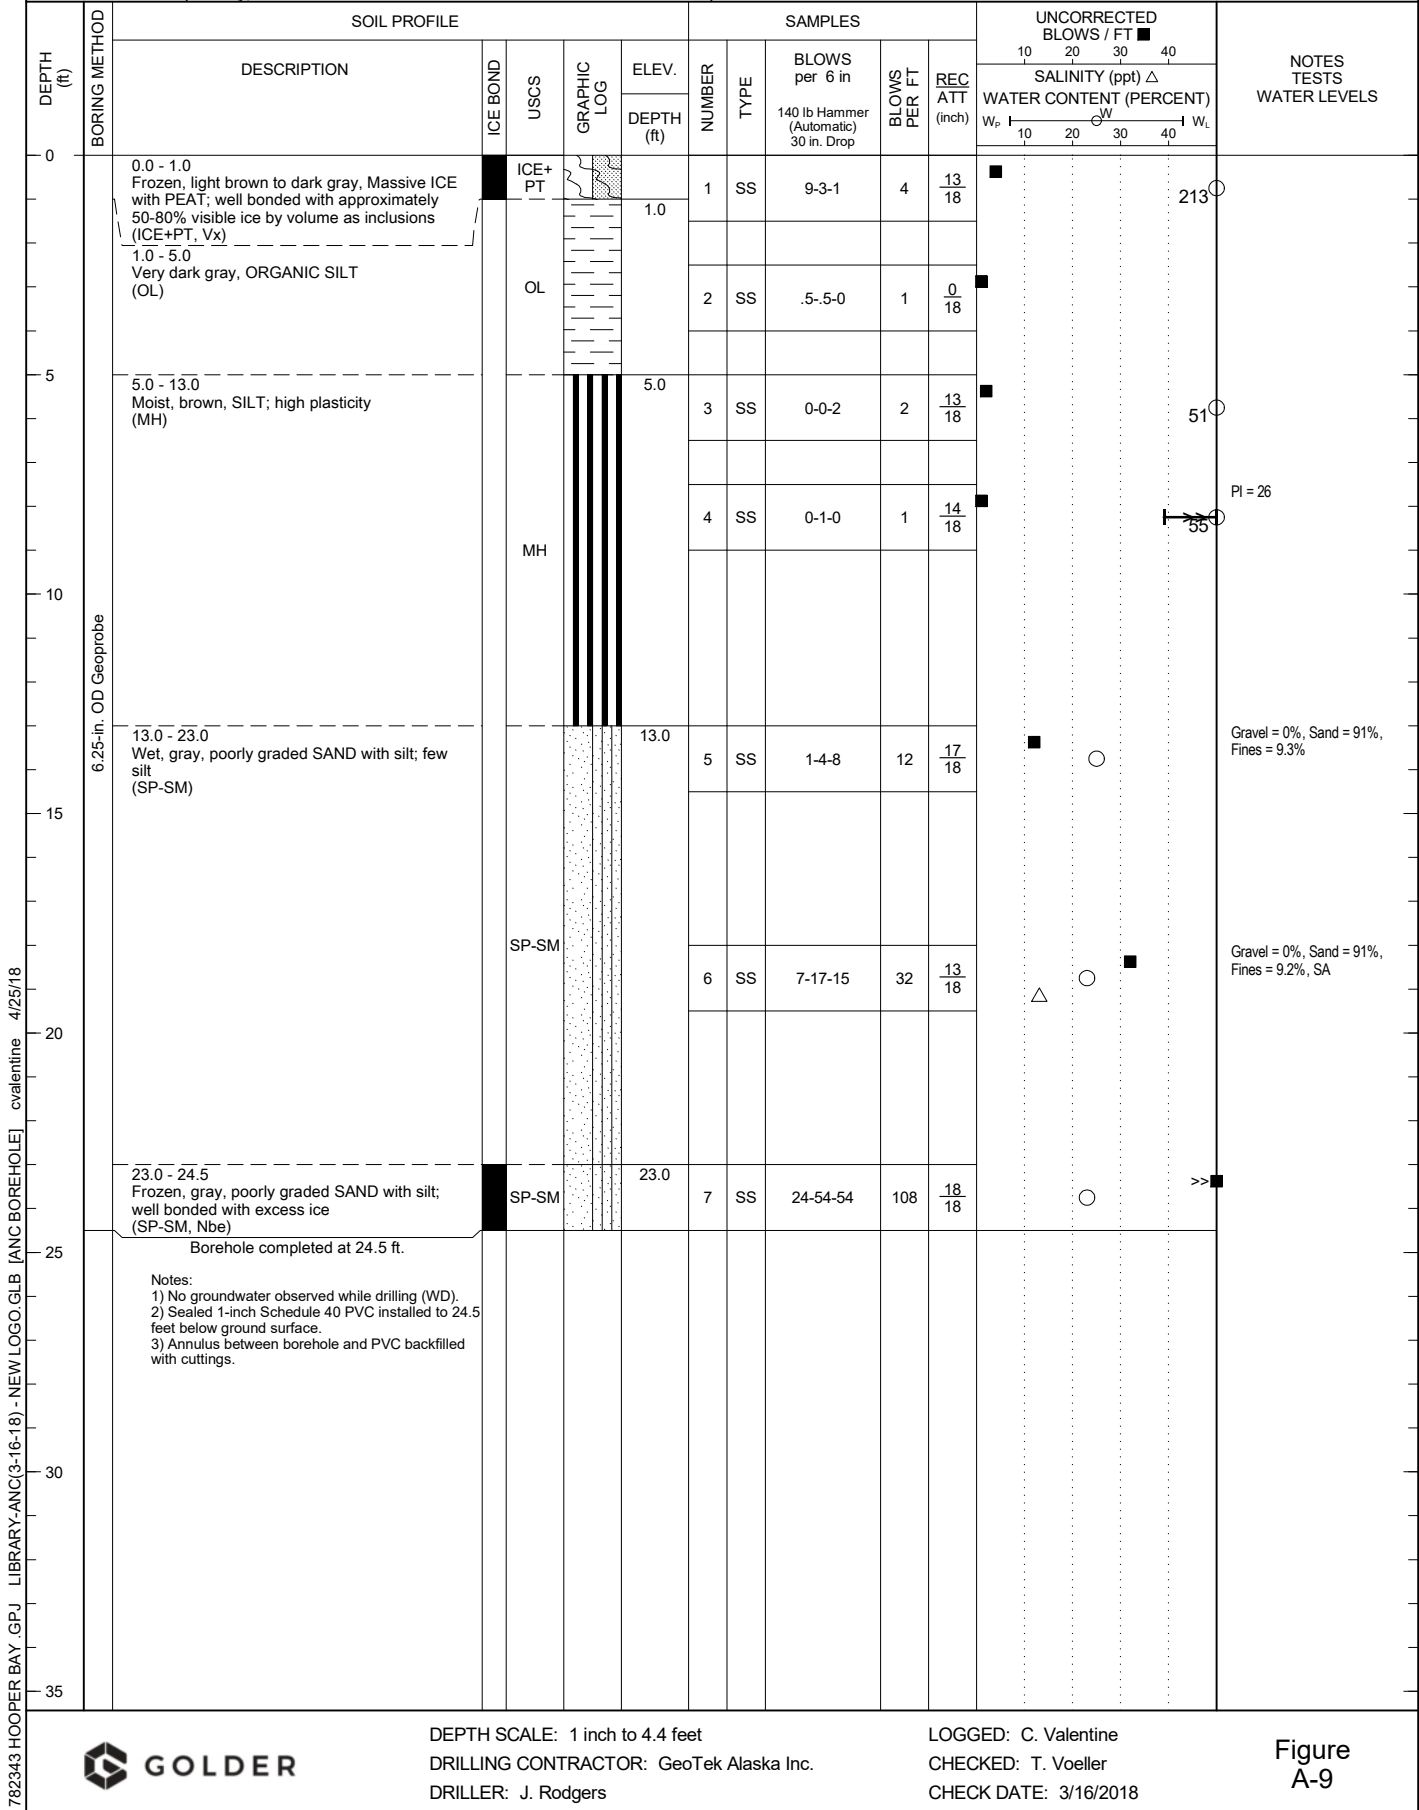 SOIL PROFILE
SAMPLES
UNCORRECTED
BLOWS / FT ■
10 20 30 40
SALINITY (ppt) △
WATER CONTENT (PERCENT)
Wₚ W W_L
10 20 30 40
NOTES
TESTS
WATER LEVELS
DEPTH
(ft)
BORING METHOD
DESCRIPTION
ICE BOND
USCS
GRAPHIC
LOG
ELEV.
DEPTH
(ft)
NUMBER
TYPE
BLOWS
per 6 in
140 lb Hammer
(Automatic)
30 in. Drop
BLOWS
PER FT
REC
ATT
(inch)
0
6.25-in. OD Geoprobe
0.0 - 1.0
Frozen, light brown to dark gray, Massive ICE
with PEAT; well bonded with approximately
50-80% visible ice by volume as inclusions
(ICE+PT, Vx)
ICE+
PT
1.0
1 SS 9-3-1 4 13/18
213
1.0 - 5.0
Very dark gray, ORGANIC SILT
(OL)
OL
2 SS .5-.5-0 1 0/18
5
5.0 - 13.0
Moist, brown, SILT; high plasticity
(MH)
5.0
3 SS 0-0-2 2 13/18
51
PI = 26
4 SS 0-1-0 1 14/18
>>
55
MH
10
13.0 - 23.0
Wet, gray, poorly graded SAND with silt; few
silt
(SP-SM)
13.0
5 SS 1-4-8 12 17/18
Gravel = 0%, Sand = 91%,
Fines = 9.3%
15
SP-SM
6 SS 7-17-15 32 13/18
Gravel = 0%, Sand = 91%,
Fines = 9.2%, SA
20
23.0 - 24.5
Frozen, gray, poorly graded SAND with silt;
well bonded with excess ice
(SP-SM, Nbe)
SP-SM
23.0
7 SS 24-54-54 108 18/18
>>
Borehole completed at 24.5 ft.
25
Notes:
1) No groundwater observed while drilling (WD).
2) Sealed 1-inch Schedule 40 PVC installed to 24.5
feet below ground surface.
3) Annulus between borehole and PVC backfilled
with cuttings.
30
35
782343 HOOPER BAY .GPJ LIBRARY-ANC(3-16-18) - NEW LOGO.GLB [ANC BOREHOLE] cvalentine 4/25/18
GOLDER
DEPTH SCALE: 1 inch to 4.4 feet
DRILLING CONTRACTOR: GeoTek Alaska Inc.
DRILLER: J. Rodgers
LOGGED: C. Valentine
CHECKED: T. Voeller
CHECK DATE: 3/16/2018
Figure
A-9